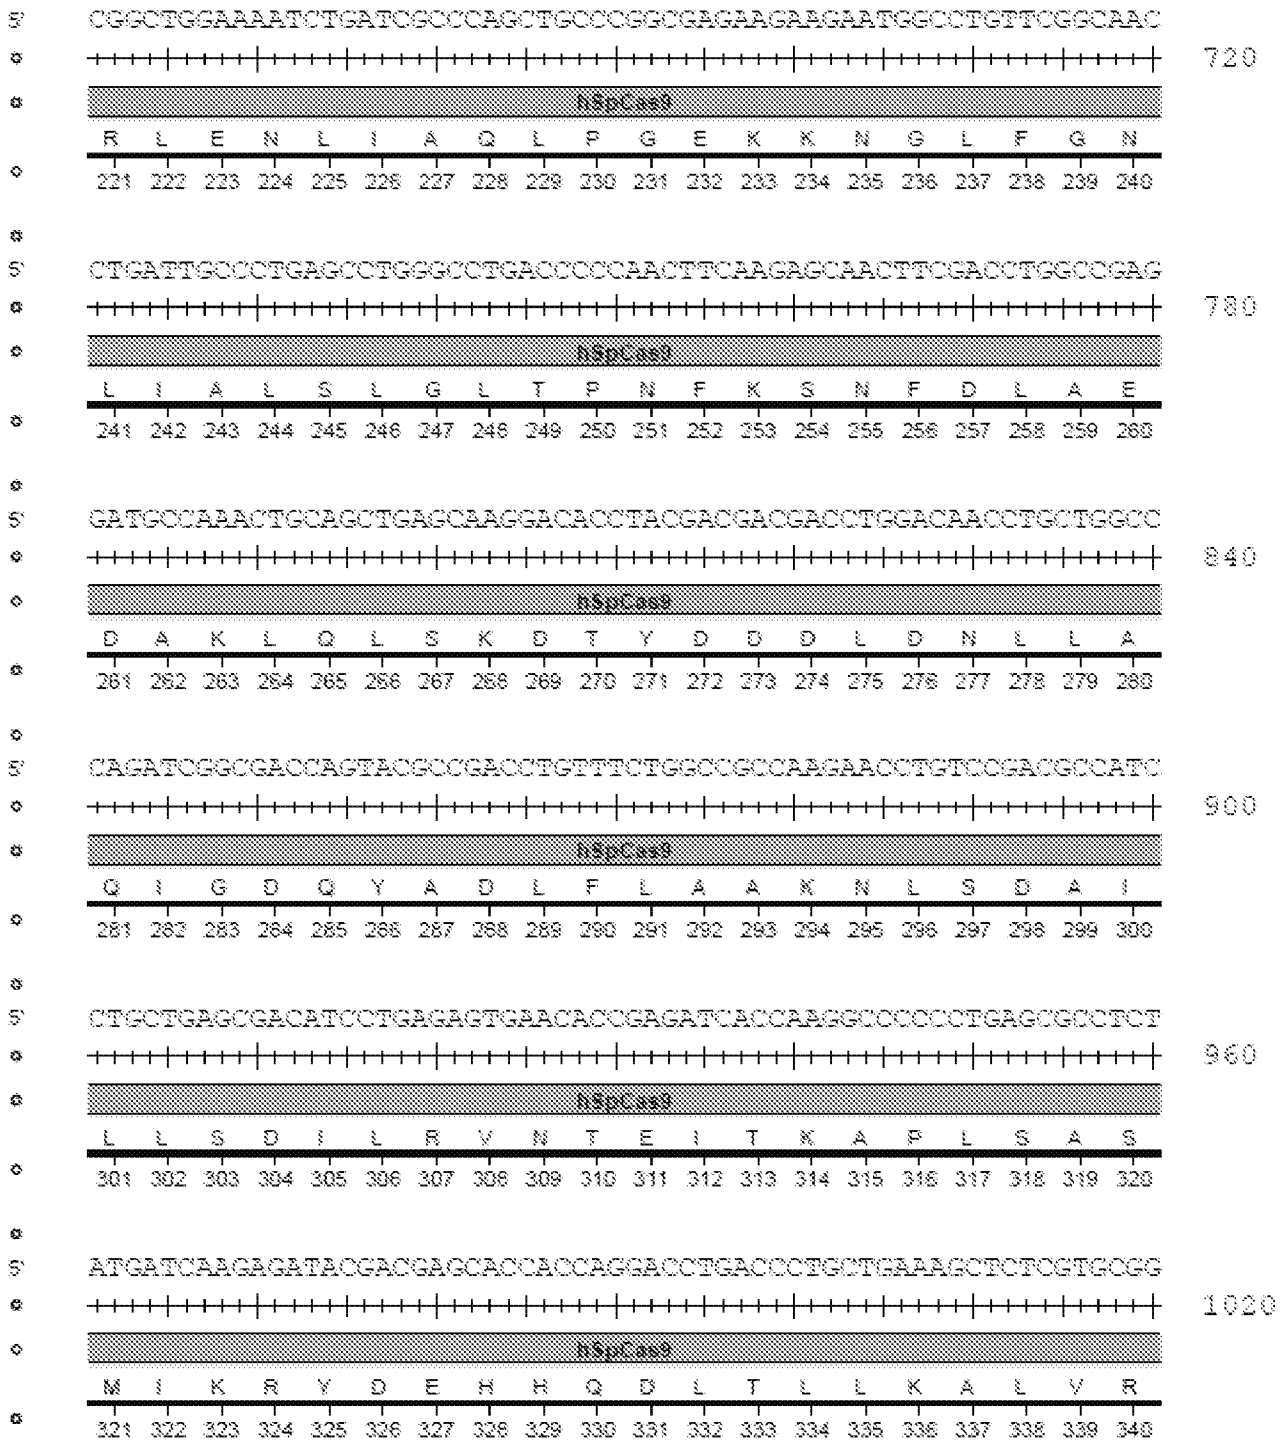 5' CGGCTGGAAAATCTGATCGCCCAGCTGCCCGGCGAGAAGAAGAATGGCCTGTTCGGCAAC
720
hSpCas9
R L E N L I A Q L P G E K K N G L F G N
221 222 223 224 225 226 227 228 229 230 231 232 233 234 235 236 237 238 239 240
5' CTGATTGCCCTGAGCCTGGGCCTGACCCCCAACTTCAAGAGCAACTTCGACCTGGCCGAG
780
hSpCas9
L I A L S L G L T P N F K S N F D L A E
241 242 243 244 245 246 247 248 249 250 251 252 253 254 255 256 257 258 259 260
5' GATGCCAAACTGCAGCTGAGCAAGGACACCTACGACGACGACCTGGACAACCTGCTGGCC
840
hSpCas9
D A K L Q L S K D T Y D D D L D N L L A
261 262 263 264 265 266 267 268 269 270 271 272 273 274 275 276 277 278 279 280
5' CAGATCGGCGACCAGTACGCCGACCTGTTTCTGGCCGCCAAGAACCTGTCCGACGCCATC
900
hSpCas9
Q I G D Q Y A D L F L A A K N L S D A I
281 282 283 284 285 286 287 288 289 290 291 292 293 294 295 296 297 298 299 300
5' CTGCTGAGCGACATCCTGAGAGTGAACACCGAGATCACCAAGGCCCCCCTGAGCGCCTCT
960
hSpCas9
L L S D I L R V N T E I T K A P L S A S
301 302 303 304 305 306 307 308 309 310 311 312 313 314 315 316 317 318 319 320
5' ATGATCAAGAGATACGACGAGCACCACCAGGACCTGACCCTGCTGAAAGCTCTCGTGCGG
1020
hSpCas9
M I K R Y D E H H Q D L T L L K A L V R
321 322 323 324 325 326 327 328 329 330 331 332 333 334 335 336 337 338 339 340